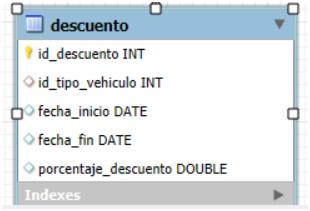 descuento
id_descuento INT
id_tipo_vehiculo INT
fecha_inicio DATE
fecha_fin DATE
porcentaje_descuento DOUBLE
Indexes